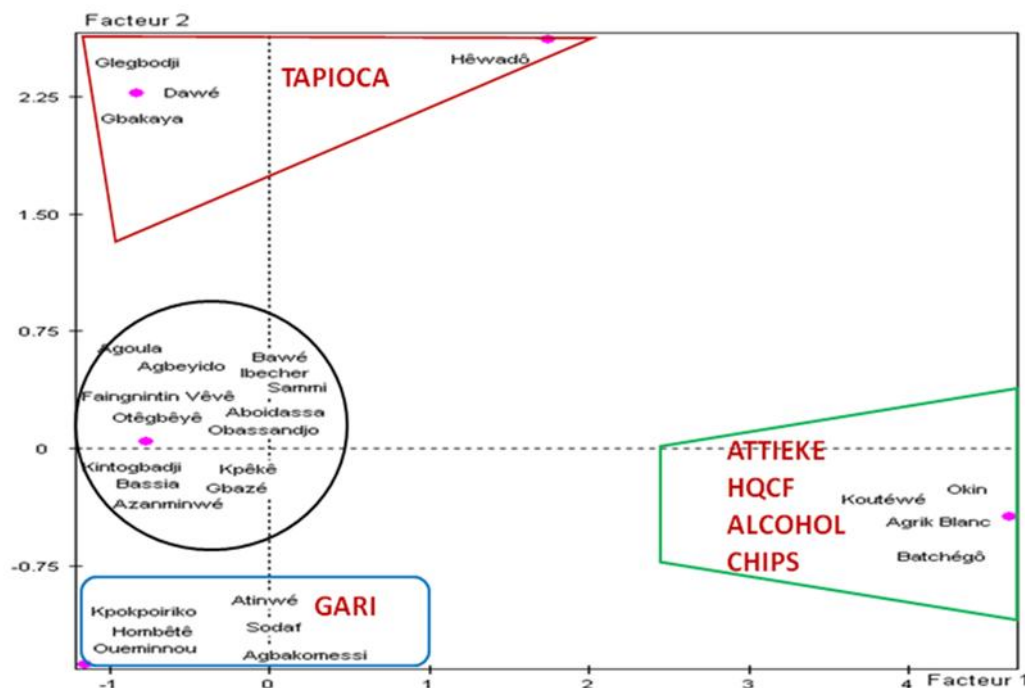 Facteur 2
Glegbodji
Hêwadô
TAPIOCA
2.25
Dawé
Gbakaya
1.50
0.75
Agoula
Bawé
Agbeyido
Ibecher
Sammi
Faingnintin Vêvê
Otêgbêyê
Aboidassa
Obassandjo
0
ATTIEKE
Kintogbadji
Kpêkê
Bassia
Gbazé
HQCF
Okin
Koutéwé
Azanminwé
ALCOHOL
Agrik Blanc
CHIPS
Batchégô
-0.75
Atinwé
GARI
Kpokpoiriko
Hombêtê
Sodaf
Oueminnou
Agbakomessi
-1
0
1
2
3
4
Facteur 1